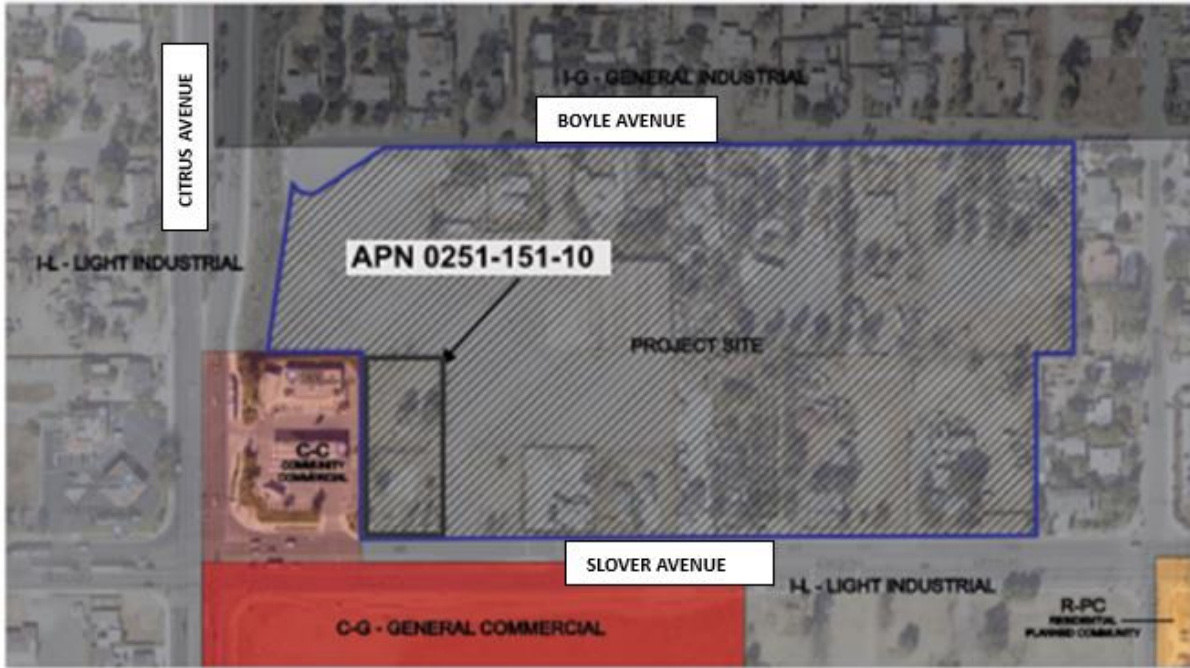 I-G - GENERAL INDUSTRIAL
BOYLE AVENUE
CITRUS AVENUE
APN 0251-151-10
I-L - LIGHT INDUSTRIAL
PROJECT SITE
C-C
COMMUNITY
COMMERCIAL
SLOVER AVENUE
I-L - LIGHT INDUSTRIAL
C-G - GENERAL COMMERCIAL
R-PC
RESIDENTIAL
PLANNED COMMUNITY